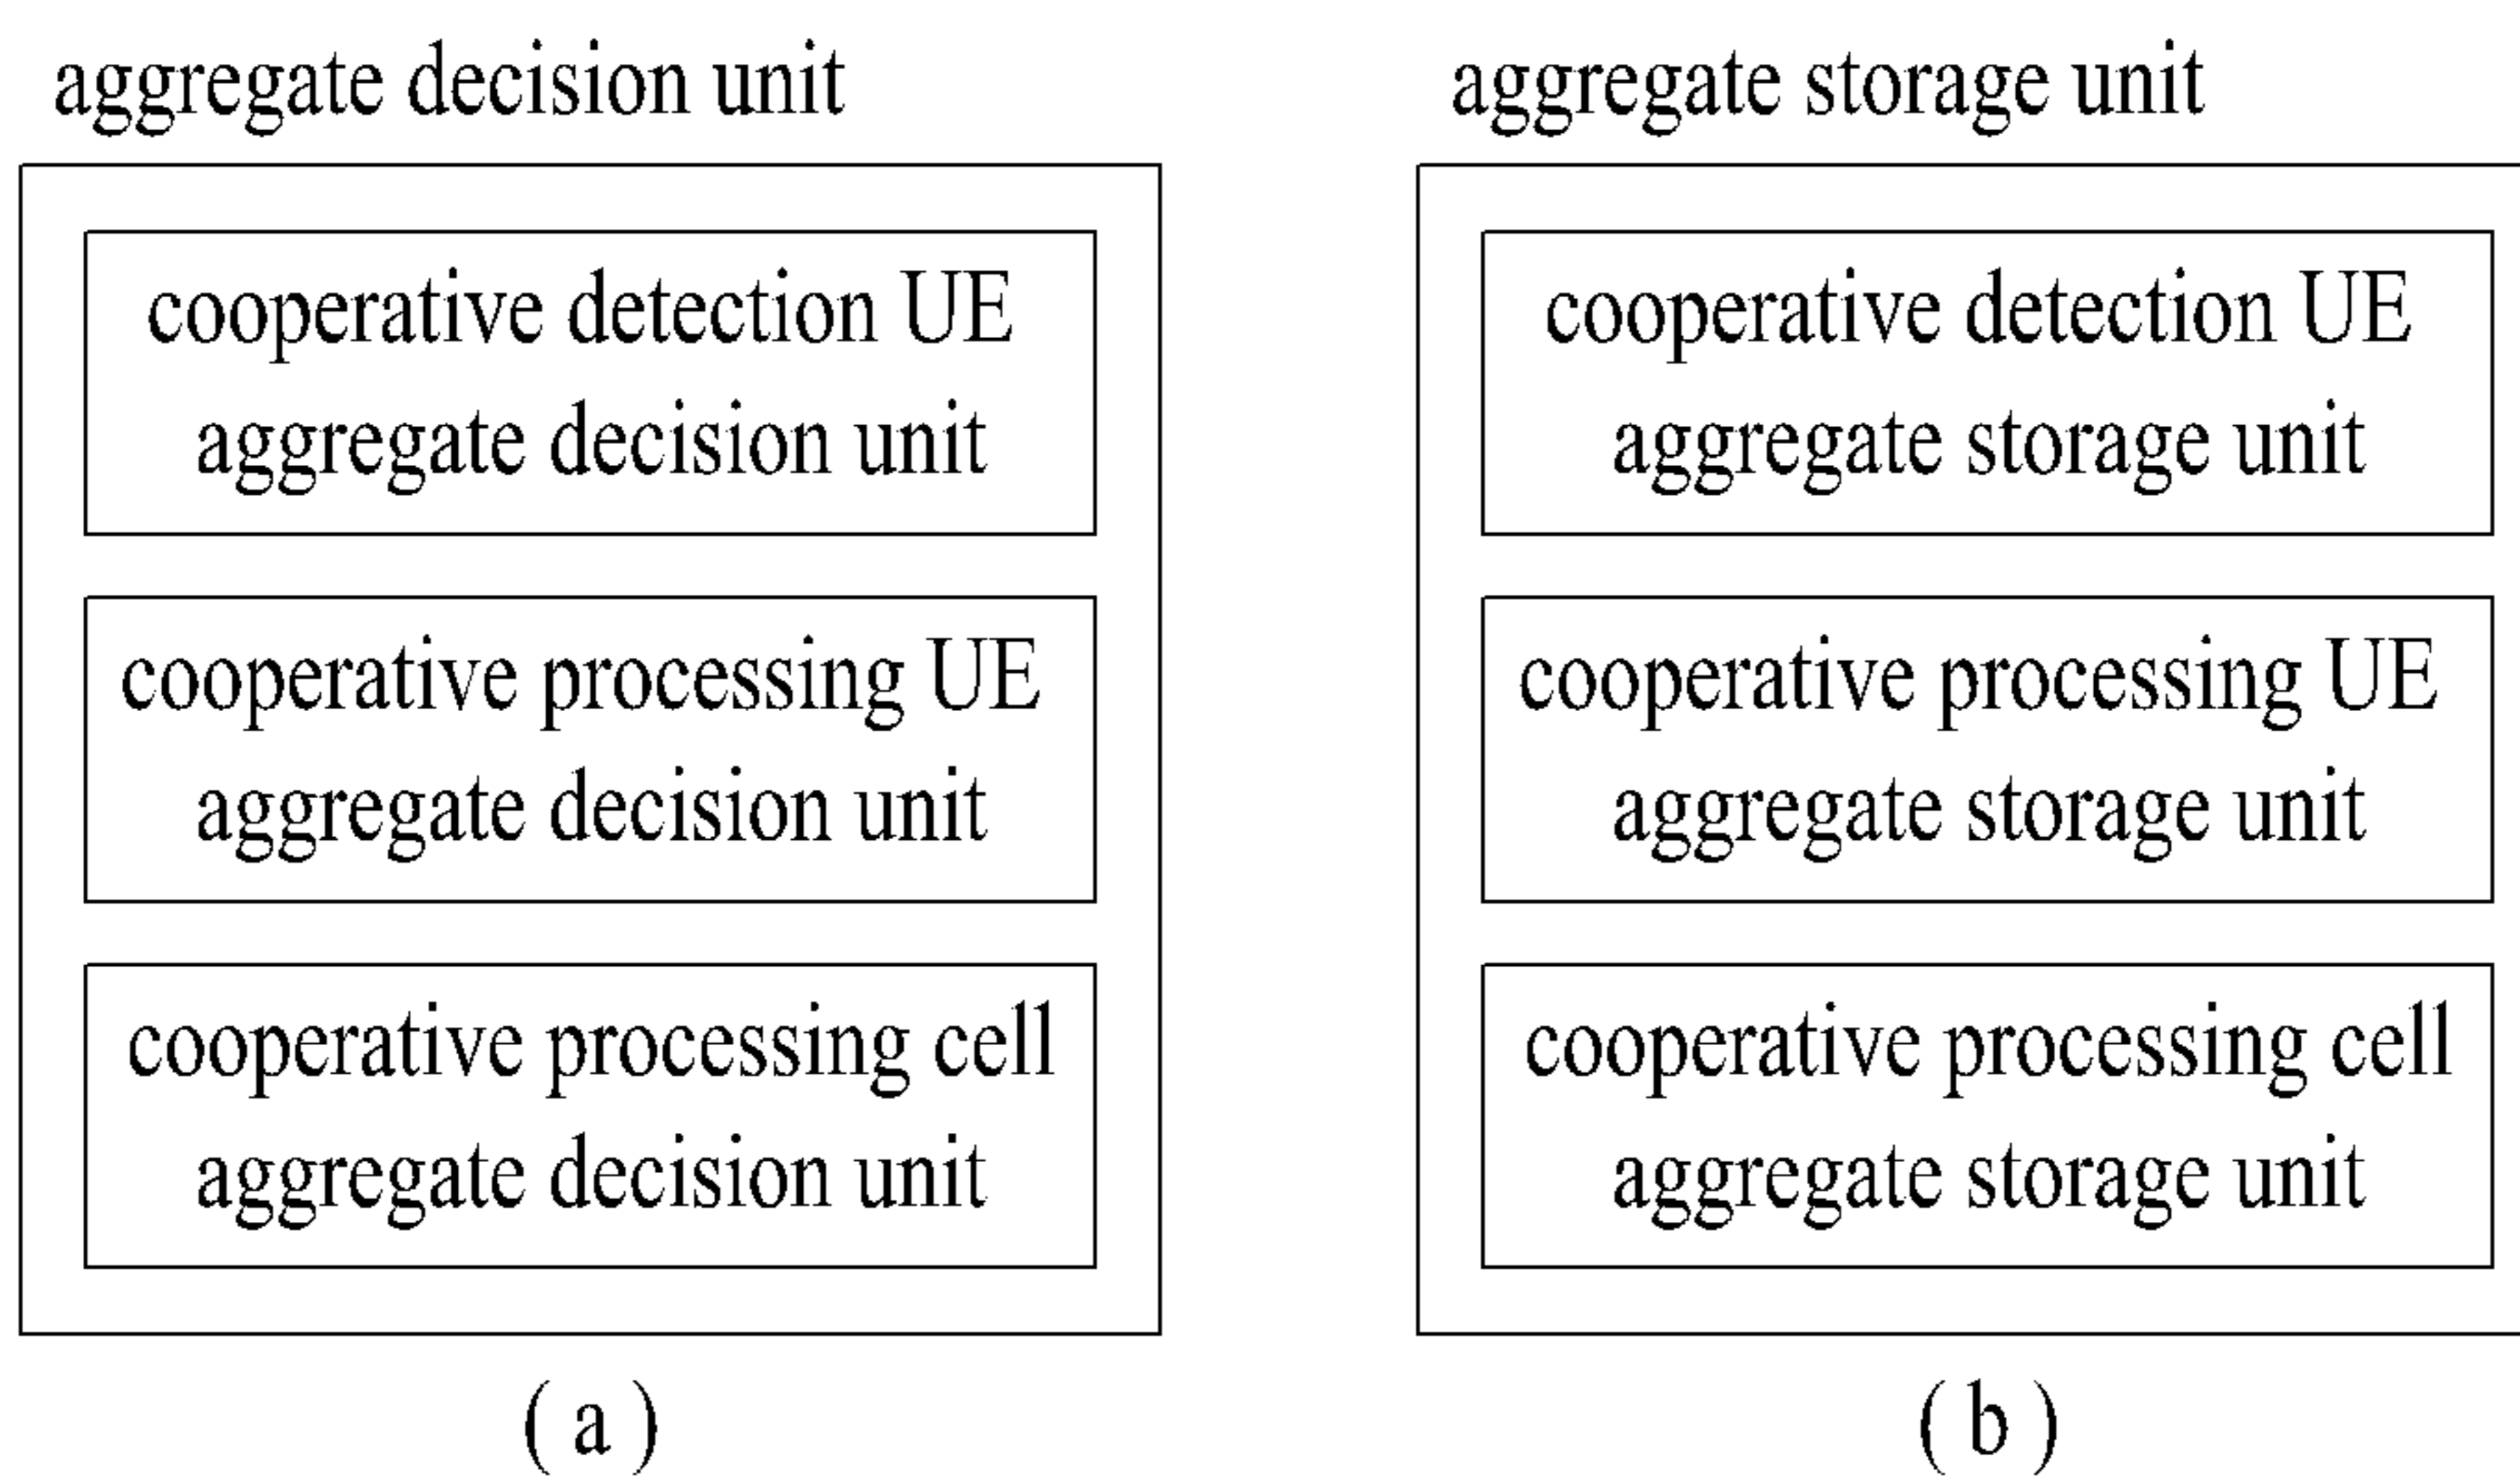 aggregate decision unit
cooperative detection UE
aggregate decision unit
cooperative processing UE
aggregate decision unit
cooperative processing cell
aggregate decision unit
( a )
aggregate storage unit
cooperative detection UE
aggregate storage unit
cooperative processing UE
aggregate storage unit
cooperative processing cell
aggregate storage unit
( b )